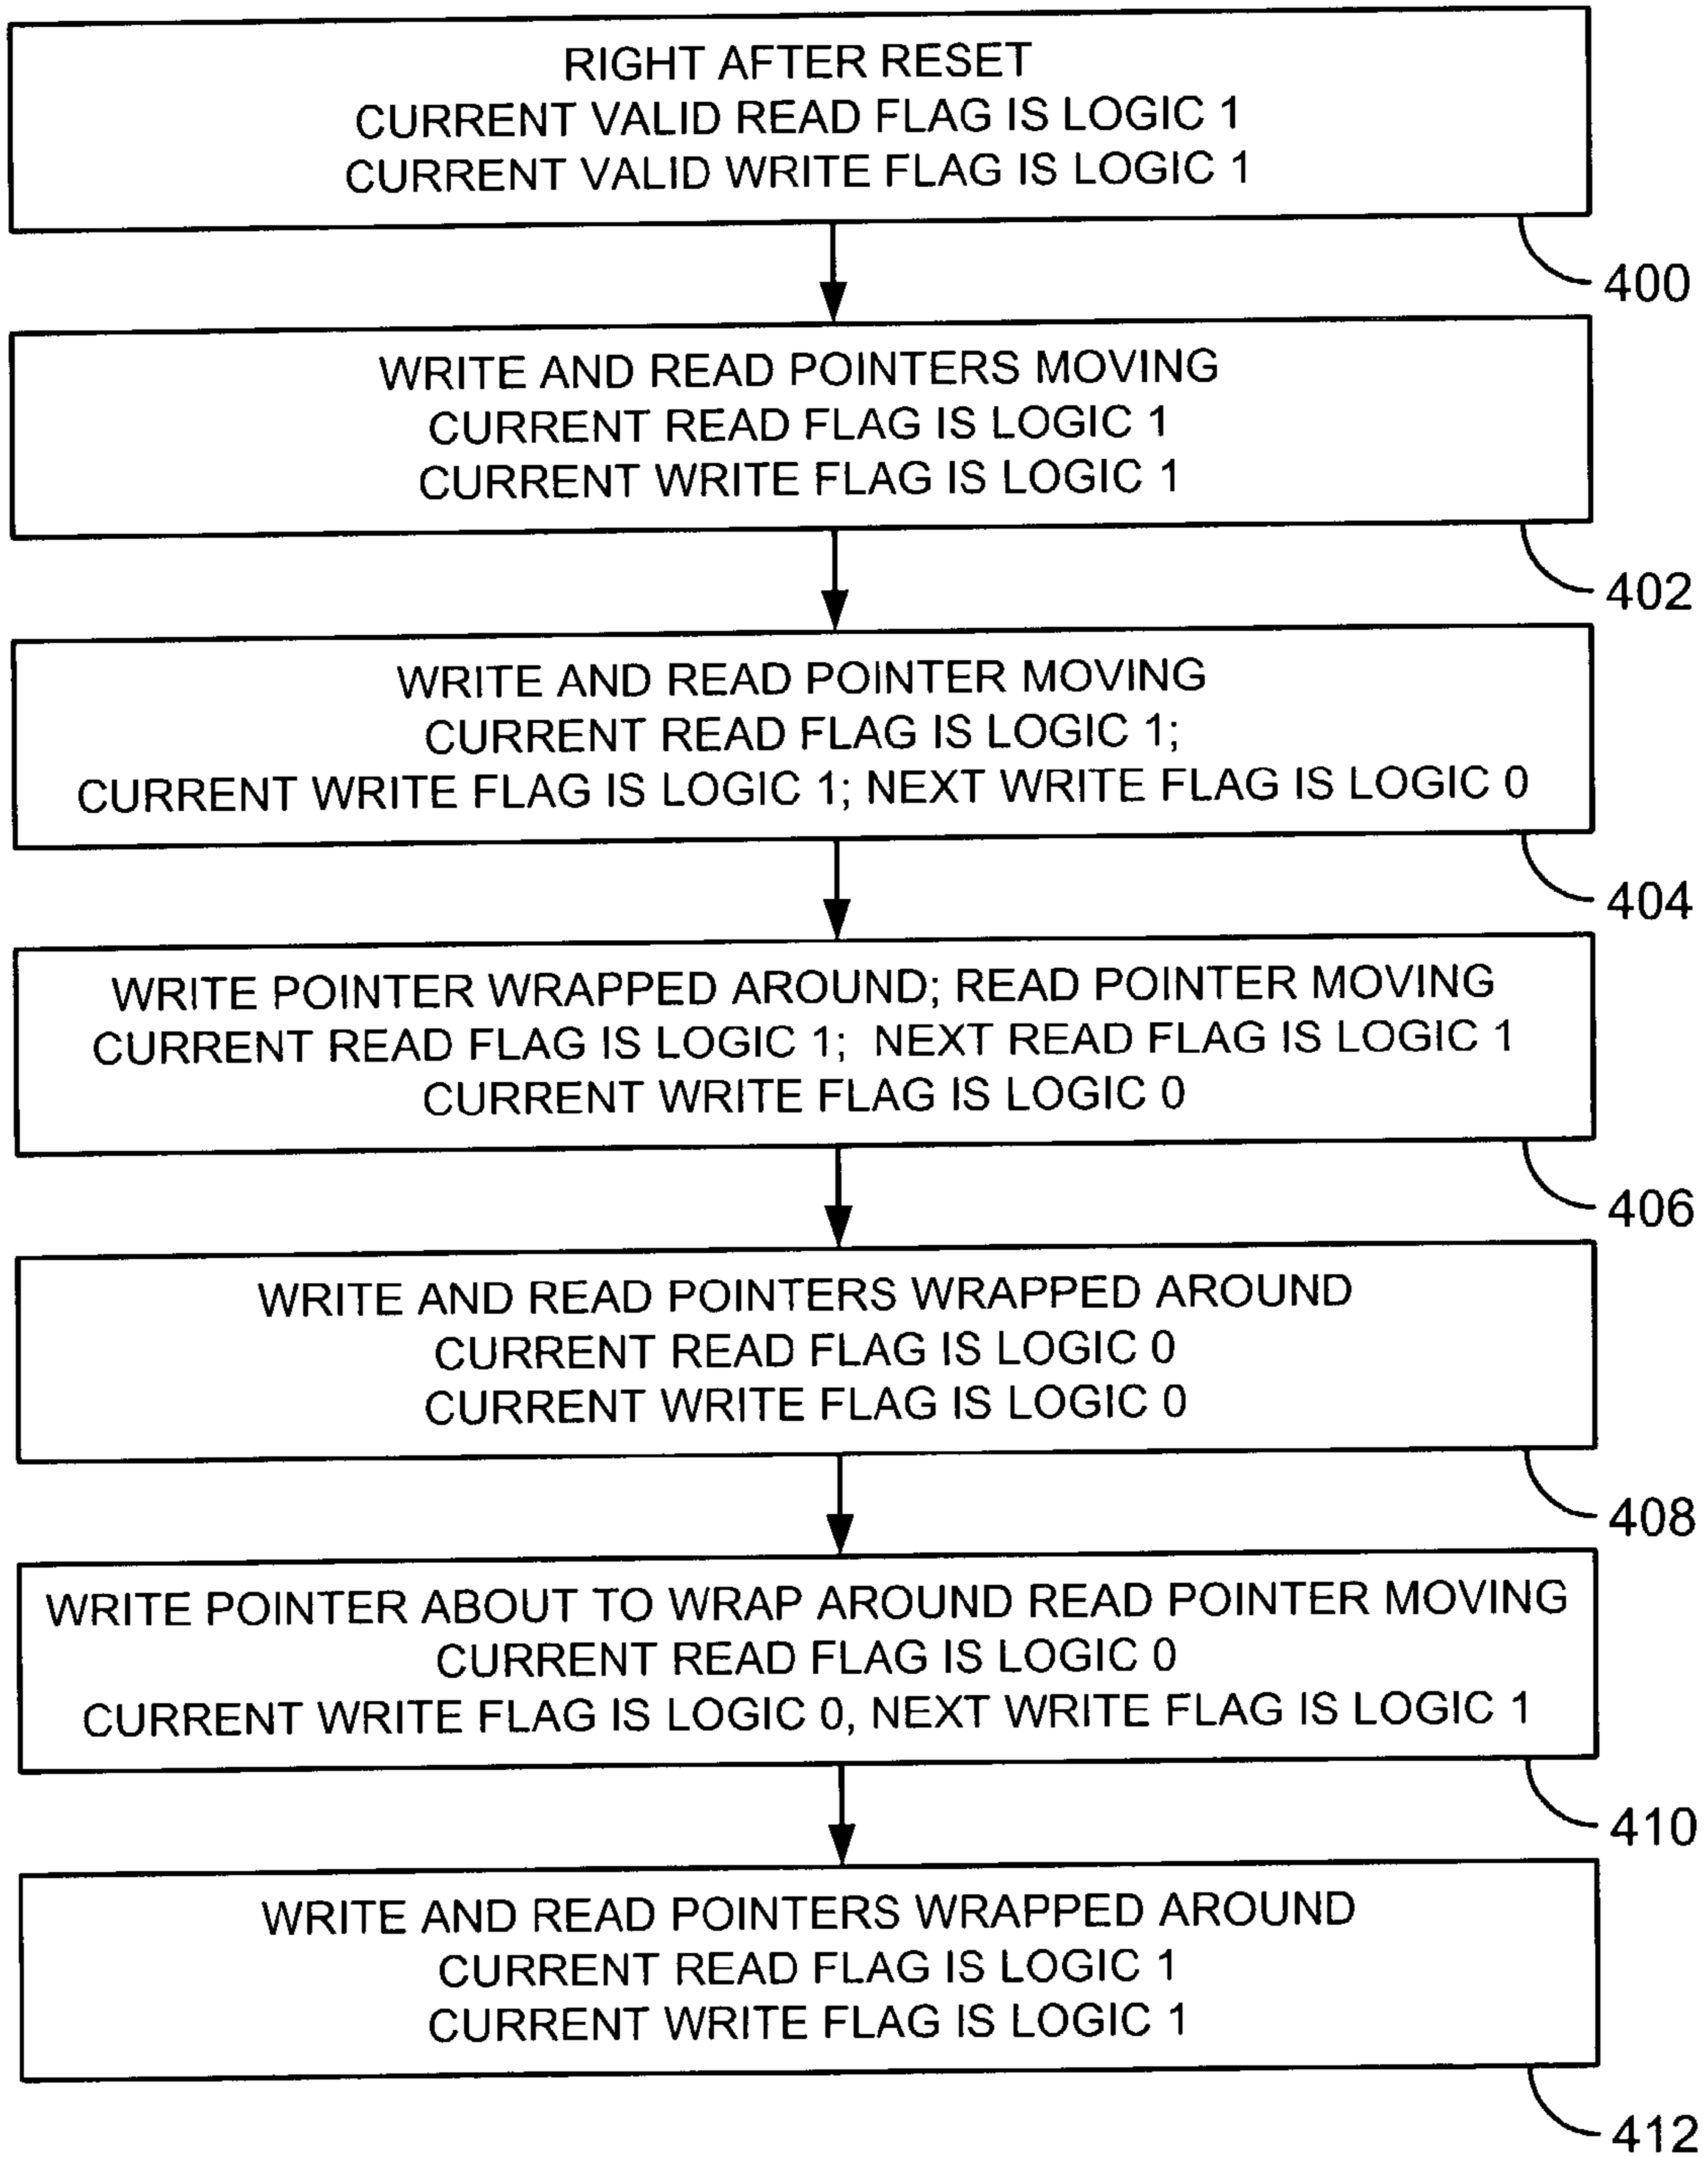 RIGHT AFTER RESET
CURRENT VALID READ FLAG IS LOGIC 1
CURRENT VALID WRITE FLAG IS LOGIC 1
400
WRITE AND READ POINTERS MOVING
CURRENT READ FLAG IS LOGIC 1
CURRENT WRITE FLAG IS LOGIC 1
402
WRITE AND READ POINTER MOVING
CURRENT READ FLAG IS LOGIC 1;
CURRENT WRITE FLAG IS LOGIC 1; NEXT WRITE FLAG IS LOGIC 0
404
WRITE POINTER WRAPPED AROUND; READ POINTER MOVING
CURRENT READ FLAG IS LOGIC 1; NEXT READ FLAG IS LOGIC 1
CURRENT WRITE FLAG IS LOGIC 0
406
WRITE AND READ POINTERS WRAPPED AROUND
CURRENT READ FLAG IS LOGIC 0
CURRENT WRITE FLAG IS LOGIC 0
408
WRITE POINTER ABOUT TO WRAP AROUND READ POINTER MOVING
CURRENT READ FLAG IS LOGIC 0
CURRENT WRITE FLAG IS LOGIC 0, NEXT WRITE FLAG IS LOGIC 1
410
WRITE AND READ POINTERS WRAPPED AROUND
CURRENT READ FLAG IS LOGIC 1
CURRENT WRITE FLAG IS LOGIC 1
412